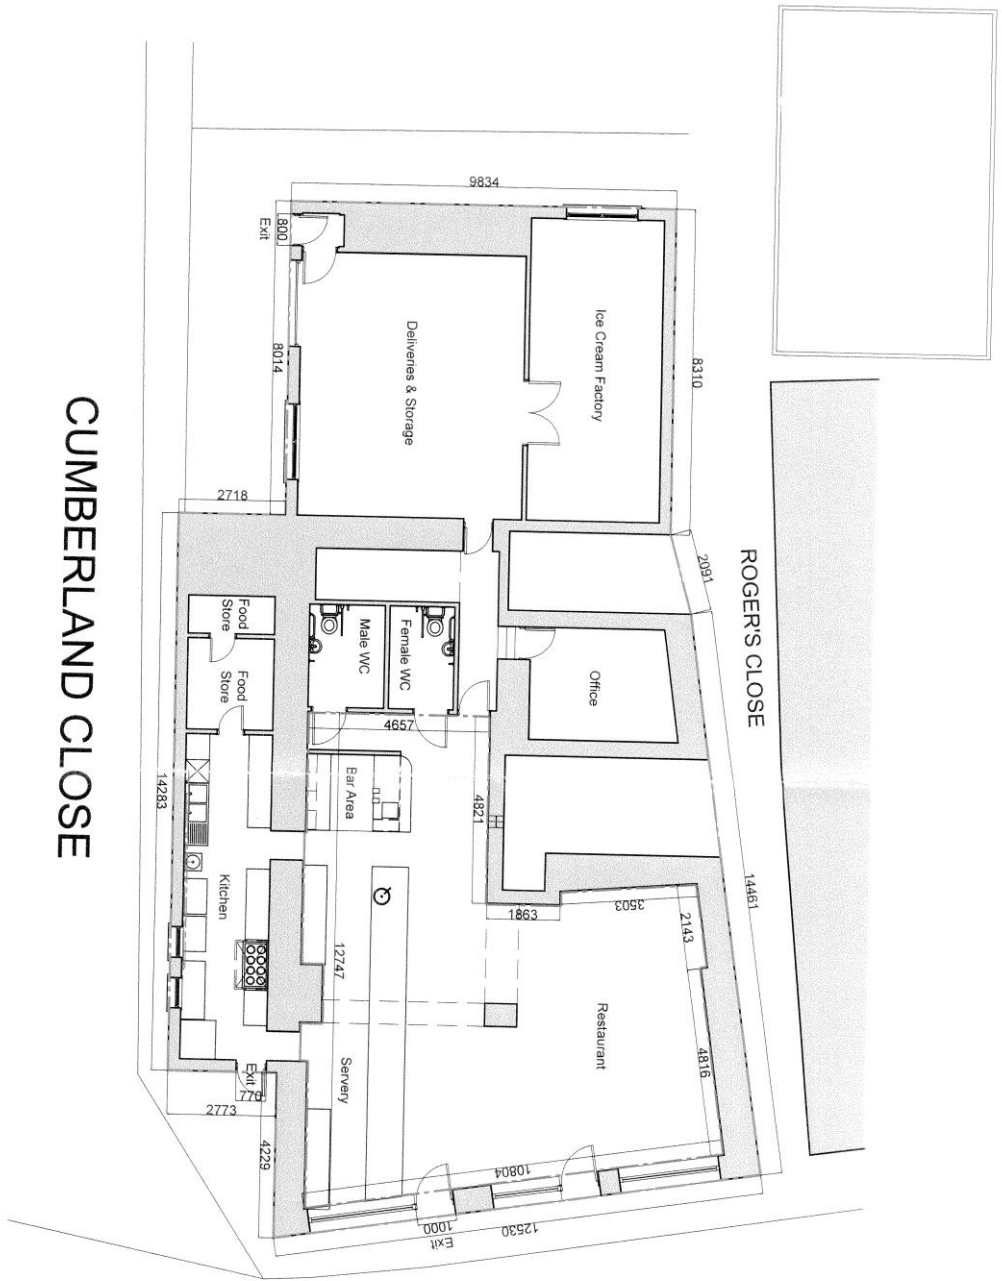 9834
Exit
800
Ice Cream Factory
Deliveries & Storage
8014
8310
2718
2091
ROGER'S CLOSE
CUMBERLAND CLOSE
Food
Store
Food
Store
Male WC
Female WC
Office
4657
14283
Bar Area
4821
14461
Kitchen
1863
3503
2143
12747
Restaurant
4816
Servery
Exit
770
2773
4229
10804
1000
Exit
12530